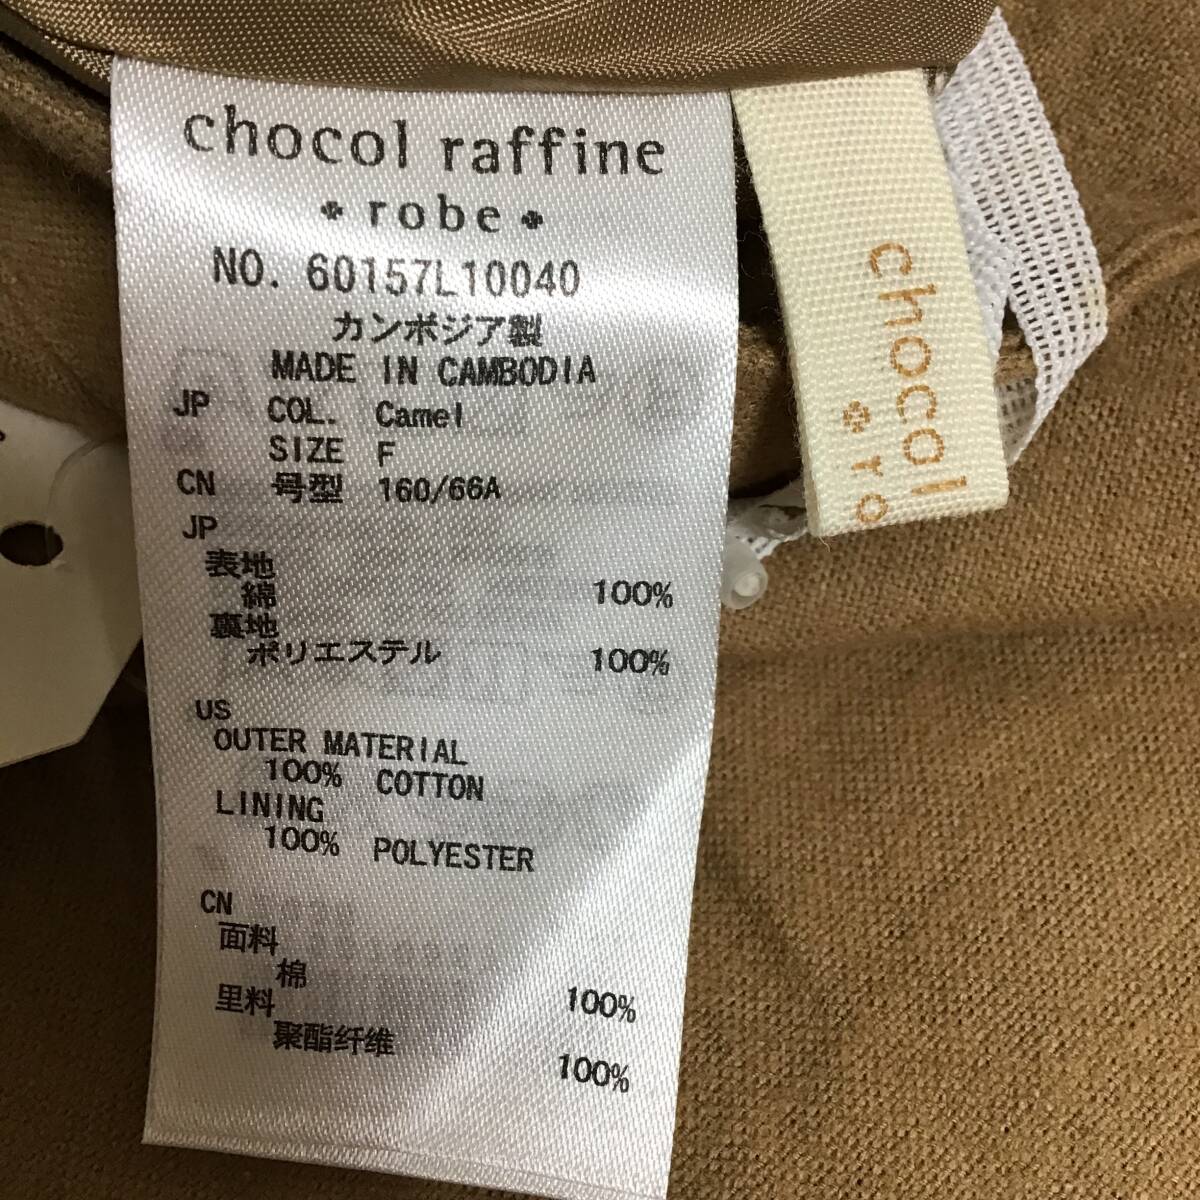 chocol raffine
robe
NO. 60157L10040
カンボジア製
MADE IN CAMBODIA
JP COL. Camel
SIZE F
CN 号型 160/66A
JP
表地
綿 100%
裏地
ポリエステル 100%
US
OUTER MATERIAL
100% COTTON
LINING
100% POLYESTER
CN
面料
棉 100%
里料
聚酯纤维 100%
chocol
ro